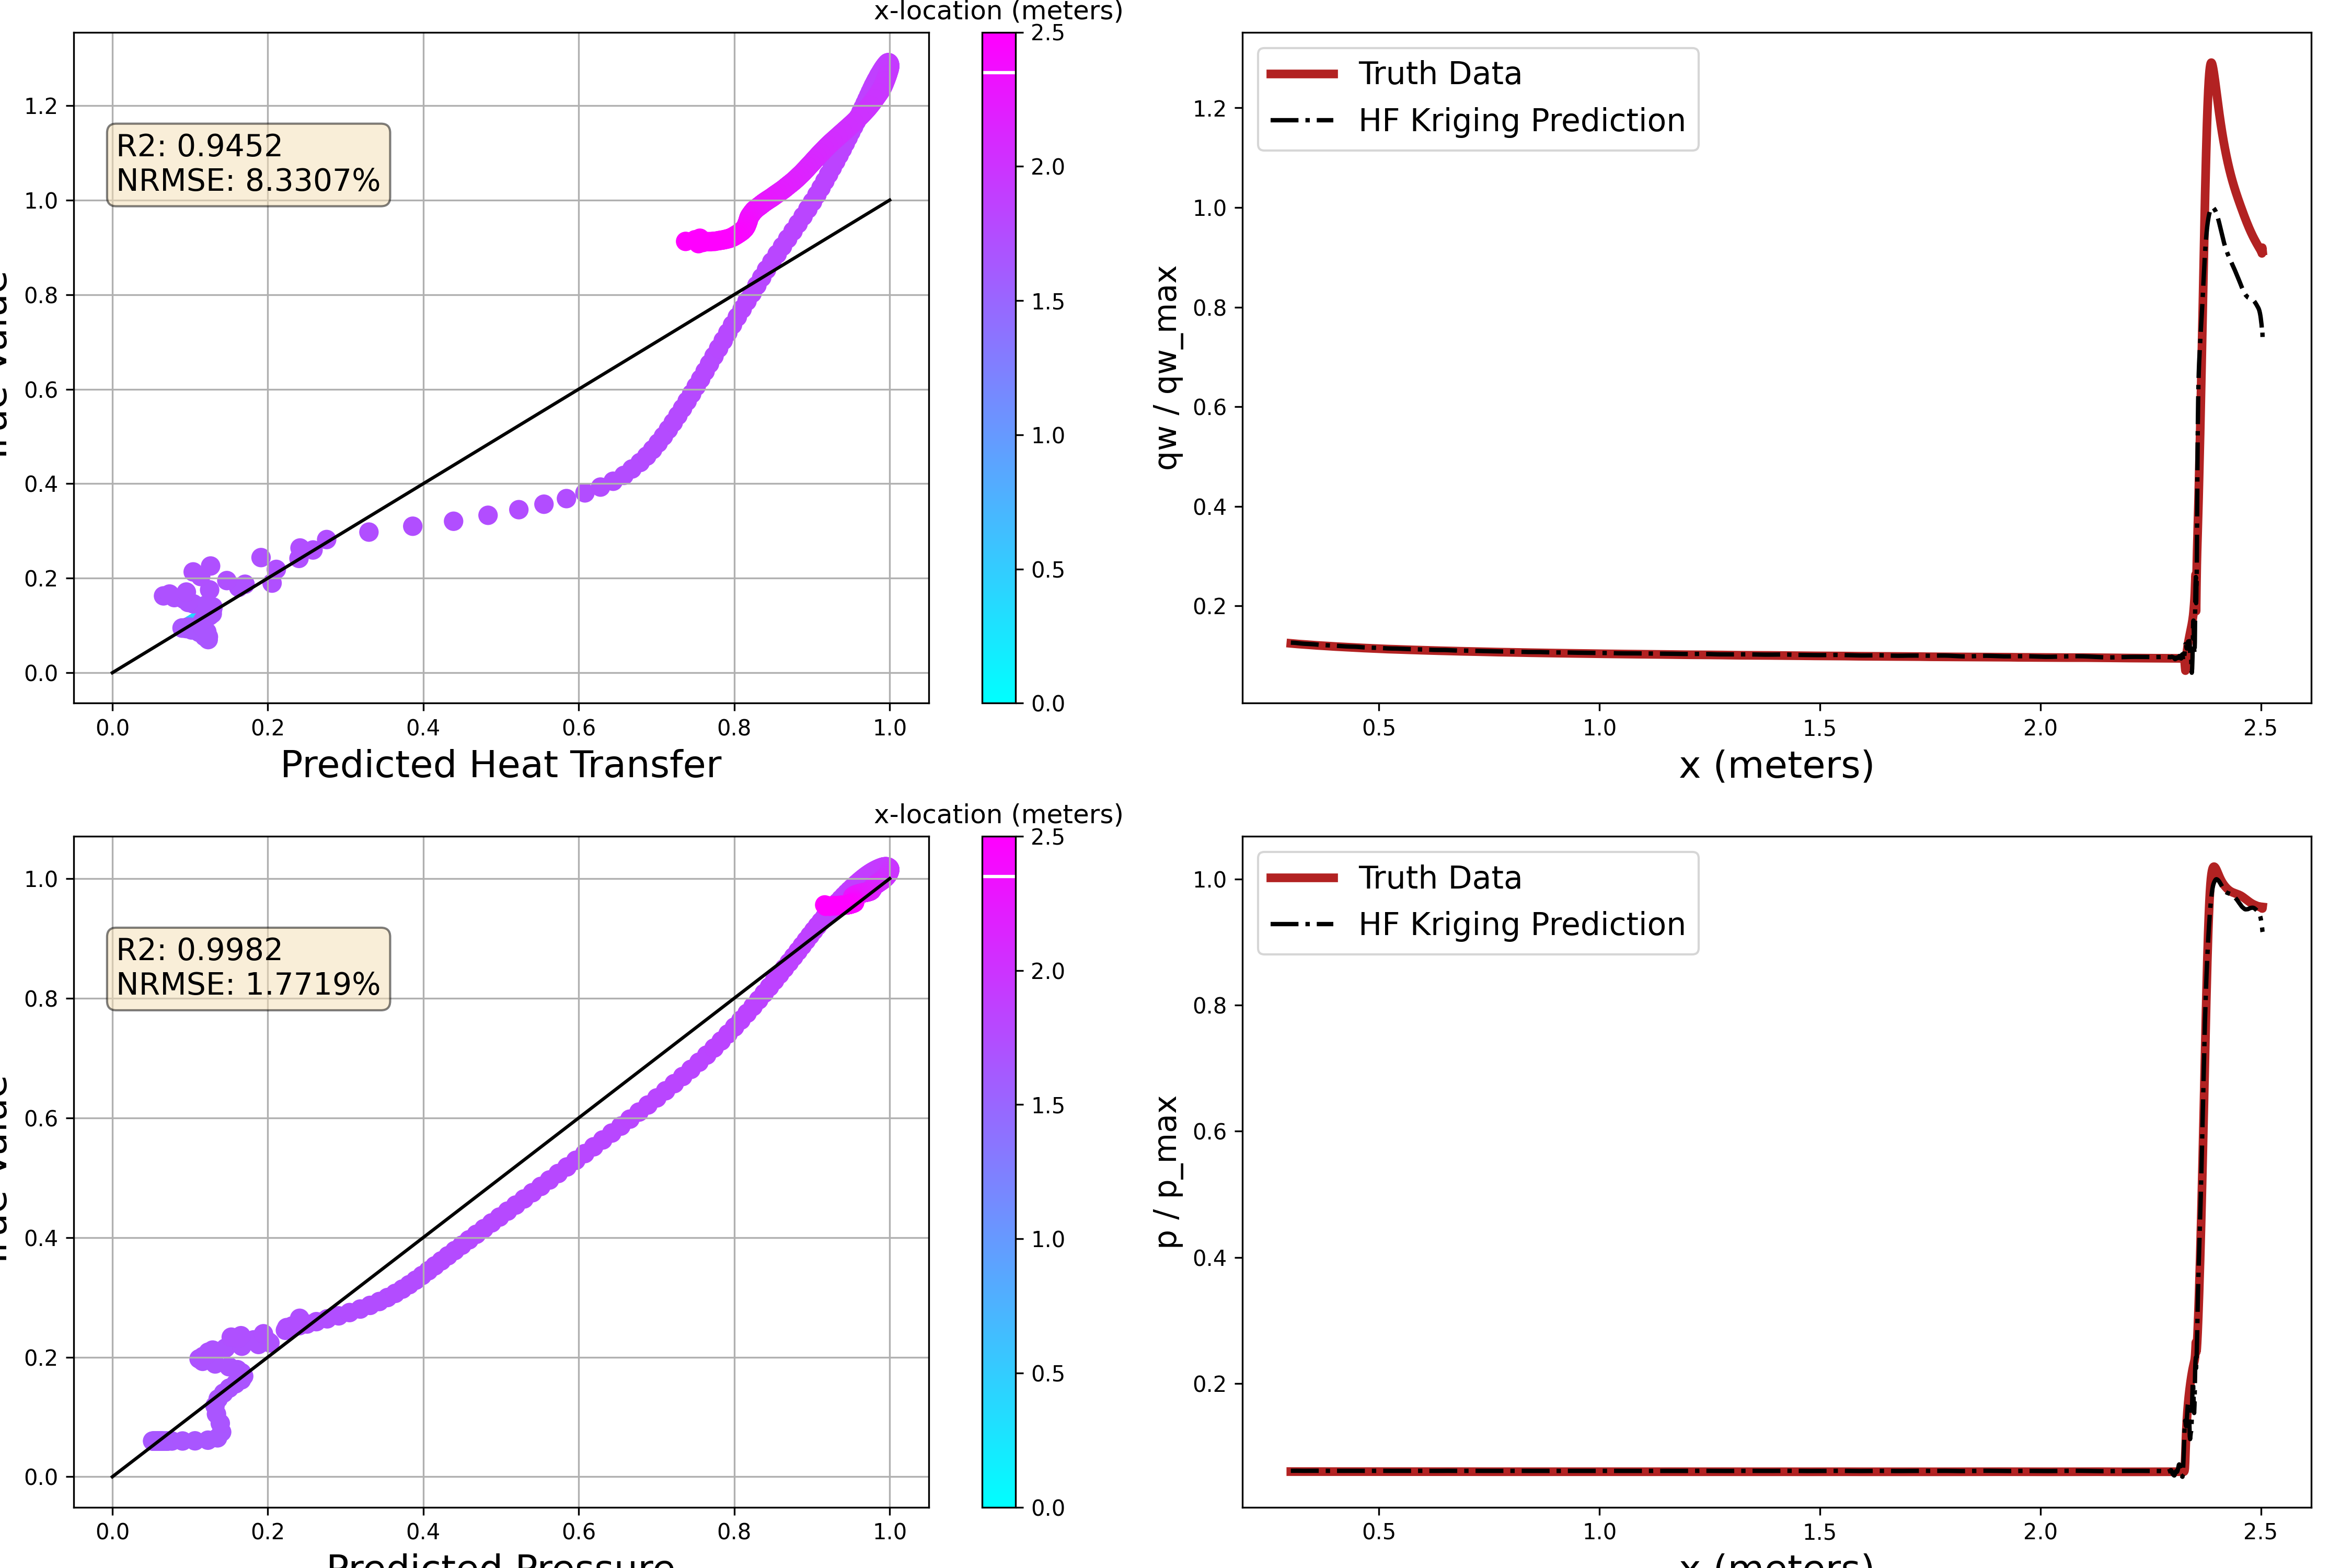 x-location (meters)
R2: 0.9452
NRMSE: 8.3307%
1.2
1.0
0.8
0.6
0.4
0.2
0.0
0.0 0.2 0.4 0.6 0.8 1.0
Predicted Heat Transfer
2.5
2.0
1.5
1.0
0.5
0.0
Truth Data
HF Kriging Prediction
qw / qw_max
1.2
1.0
0.8
0.6
0.4
0.2
0.5 1.0 1.5 2.0 2.5
x (meters)
x-location (meters)
R2: 0.9982
NRMSE: 1.7719%
1.0
0.8
0.6
0.4
0.2
0.0
0.0 0.2 0.4 0.6 0.8 1.0
Predicted Pressure
2.5
2.0
1.5
1.0
0.5
0.0
Truth Data
HF Kriging Prediction
p / p_max
1.0
0.8
0.6
0.4
0.2
0.5 1.0 1.5 2.0 2.5
x (meters)